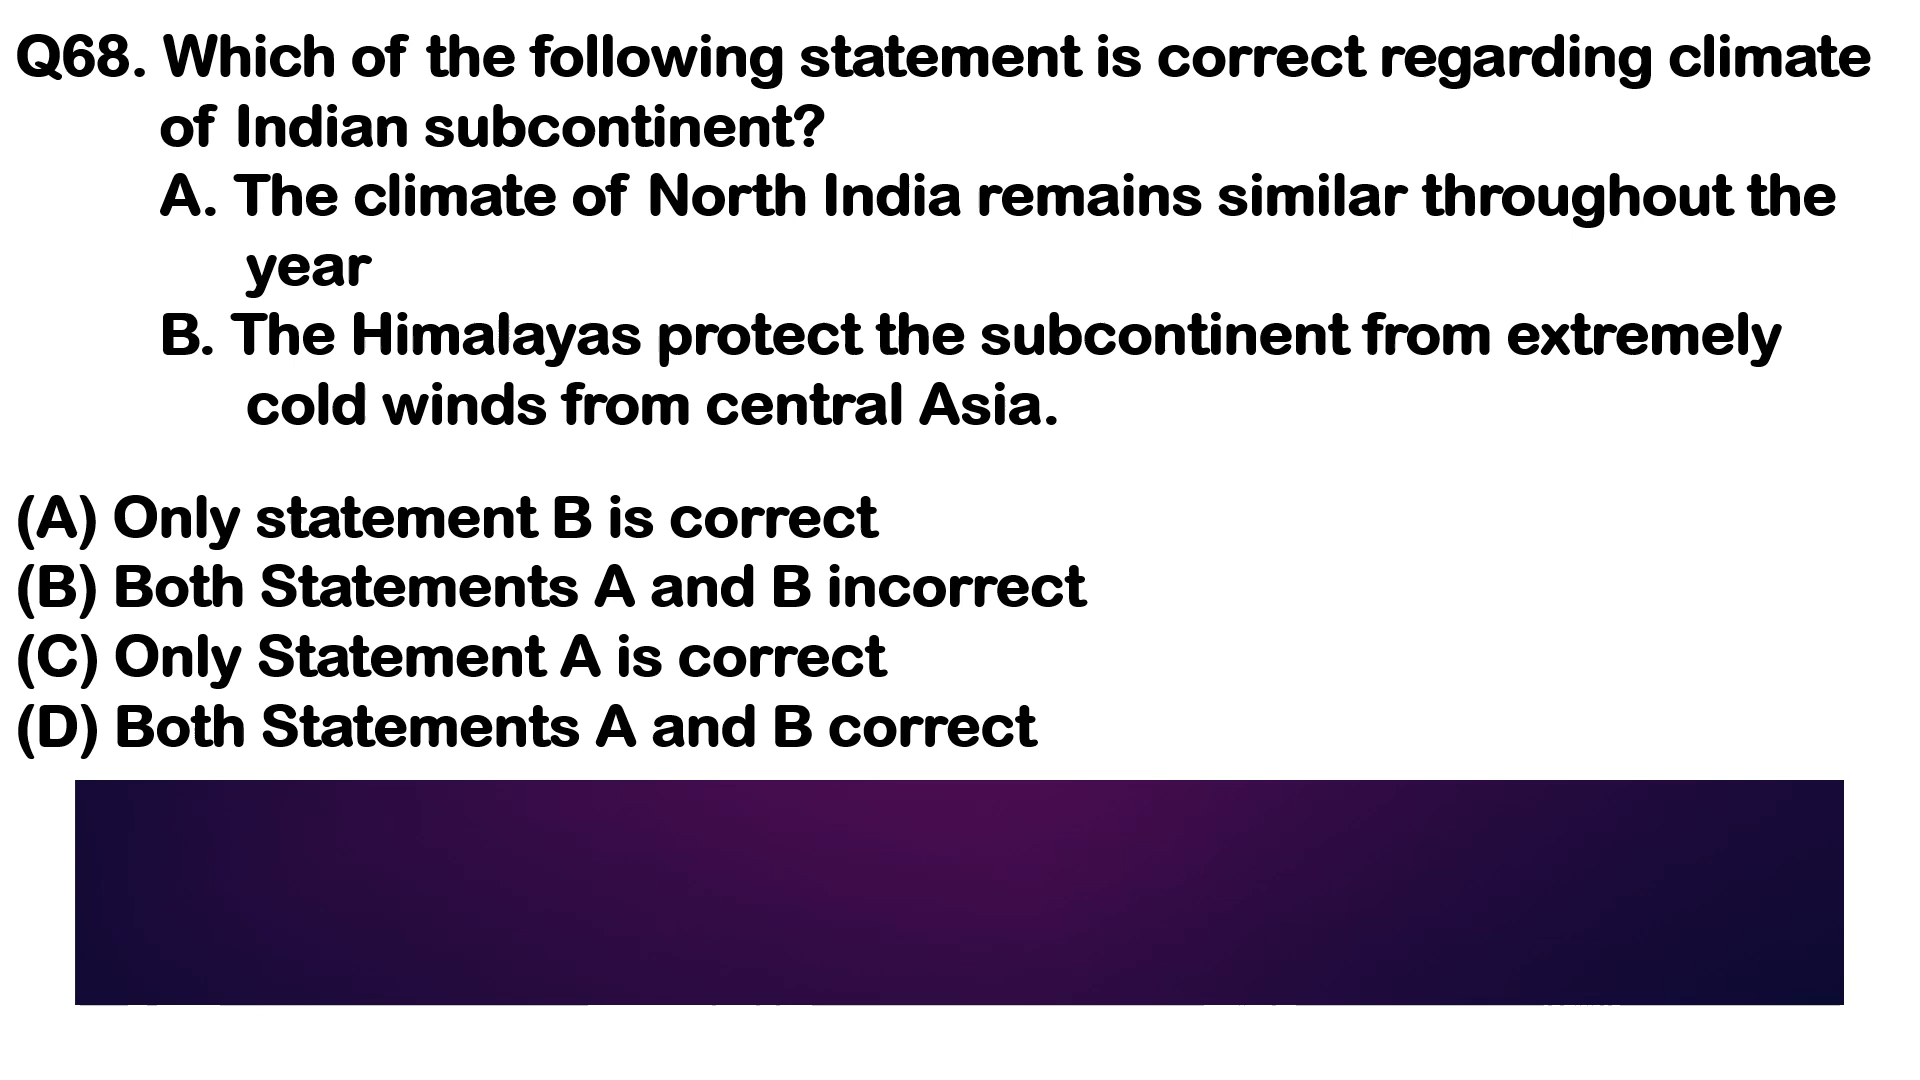 Q68. Which of the following statement is correct regarding climate
of Indian subcontinent?
A. The climate of North India remains similar throughout the
year
B. The Himalayas protect the subcontinent from extremely
cold winds from central Asia.
(A) Only statement B is correct
(B) Both Statements A and B incorrect
(C) Only Statement A is correct
(D) Both Statements A and B correct